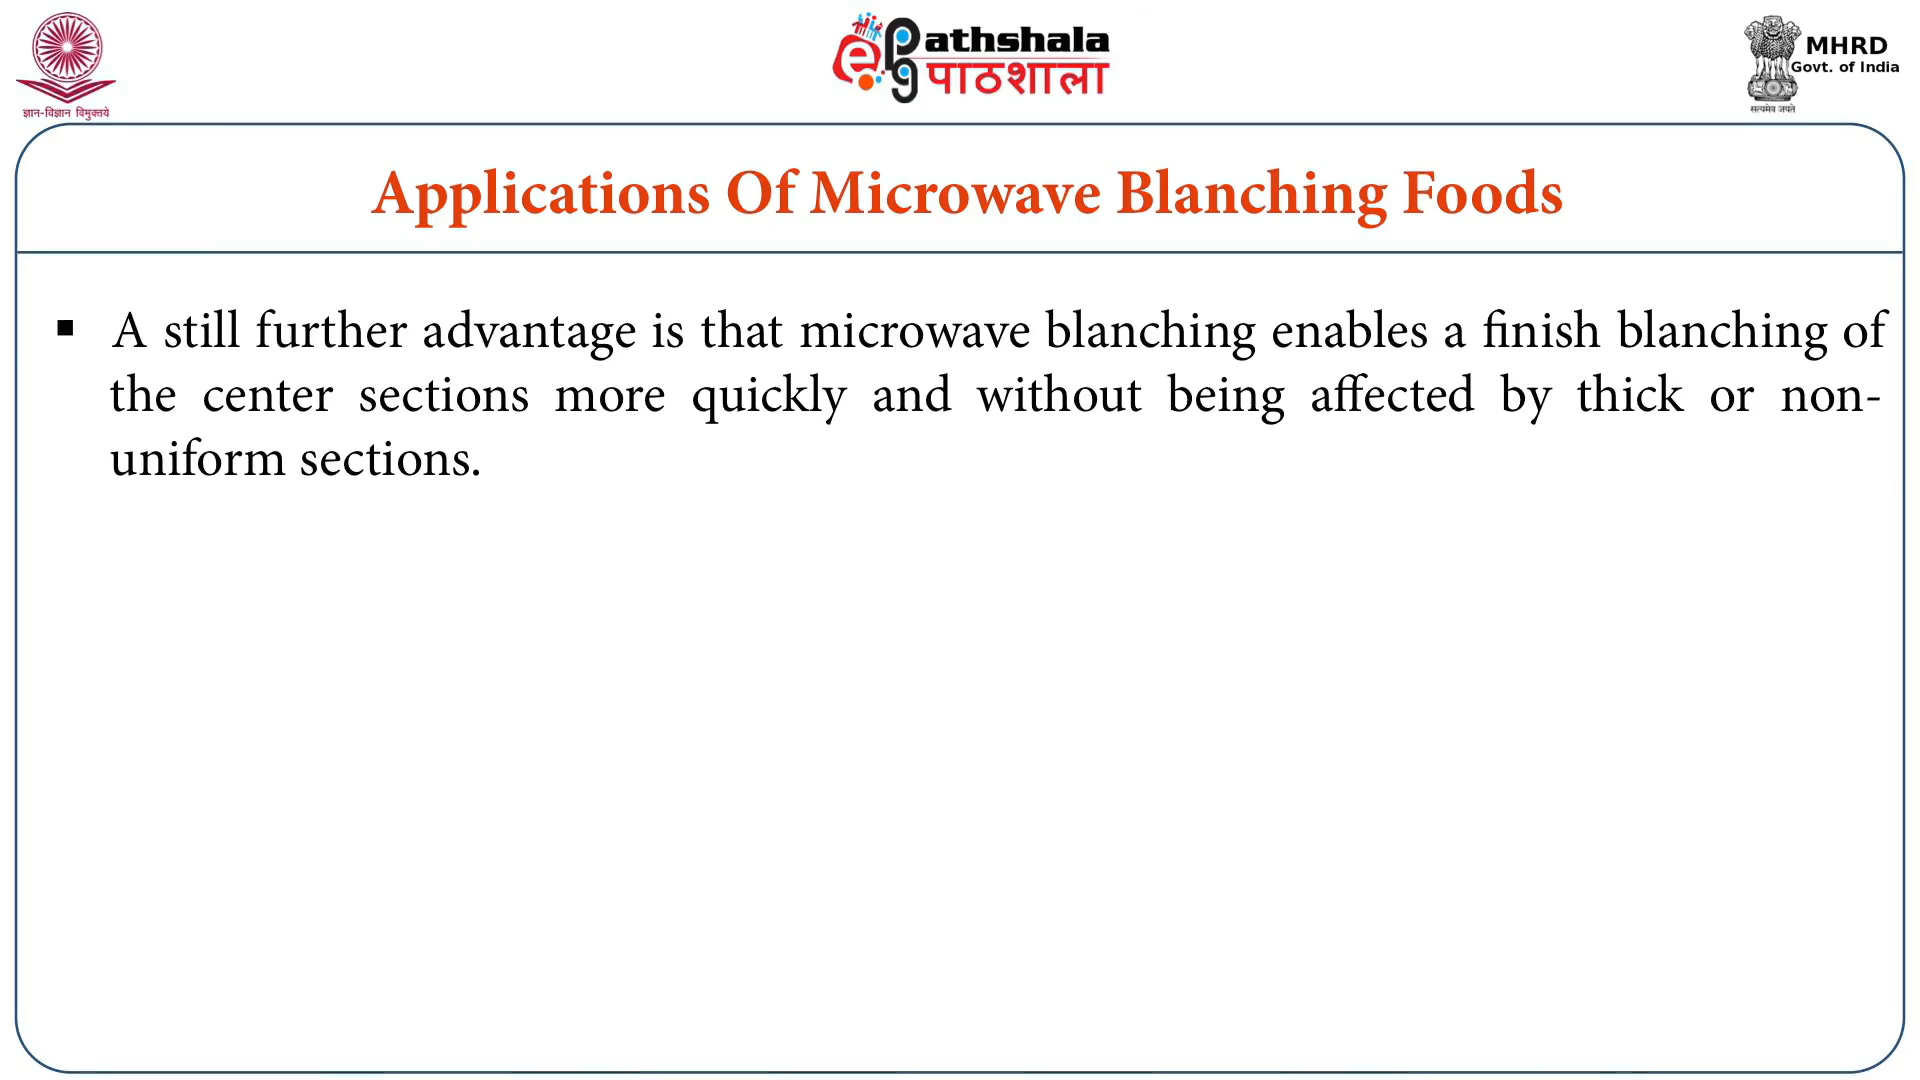 ज्ञान-विज्ञान विमुक्तये
e pg athshala
पाठशाला
MHRD
Govt. of India
सत्यमेव जयते
Applications Of Microwave Blanching Foods
▪ A still further advantage is that microwave blanching enables a finish blanching of
the center sections more quickly and without being affected by thick or non-
uniform sections.